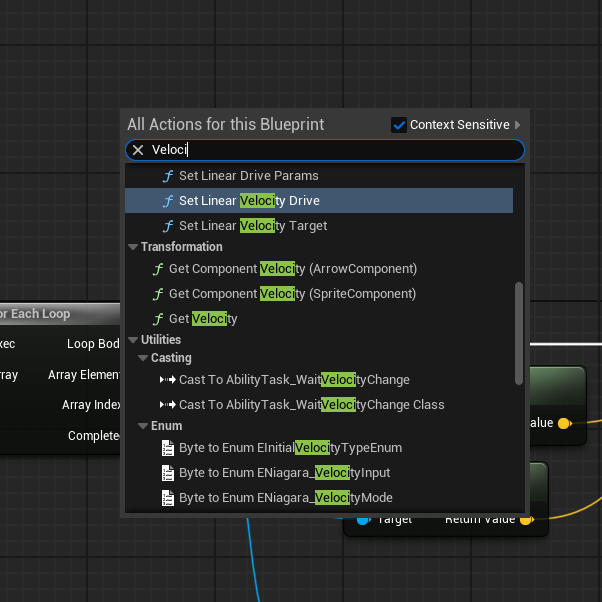 All Actions for this Blueprint
Context Sensitive
Veloci
Set Linear Drive Params
Set Linear Velocity Drive
Set Linear Velocity Target
Transformation
Get Component Velocity (ArrowComponent)
Get Component Velocity (SpriteComponent)
Get Velocity
Utilities
Casting
Cast To AbilityTask_WaitVelocityChange
Cast To AbilityTask_WaitVelocityChange Class
Enum
Byte to Enum EInitialVelocityTypeEnum
Byte to Enum ENiagara_VelocityInput
Byte to Enum ENiagara_VelocityMode
or Each Loop
xec
Loop Bod
rray
Array Elemen
Array Index
Complete
alue
Target
Return Value